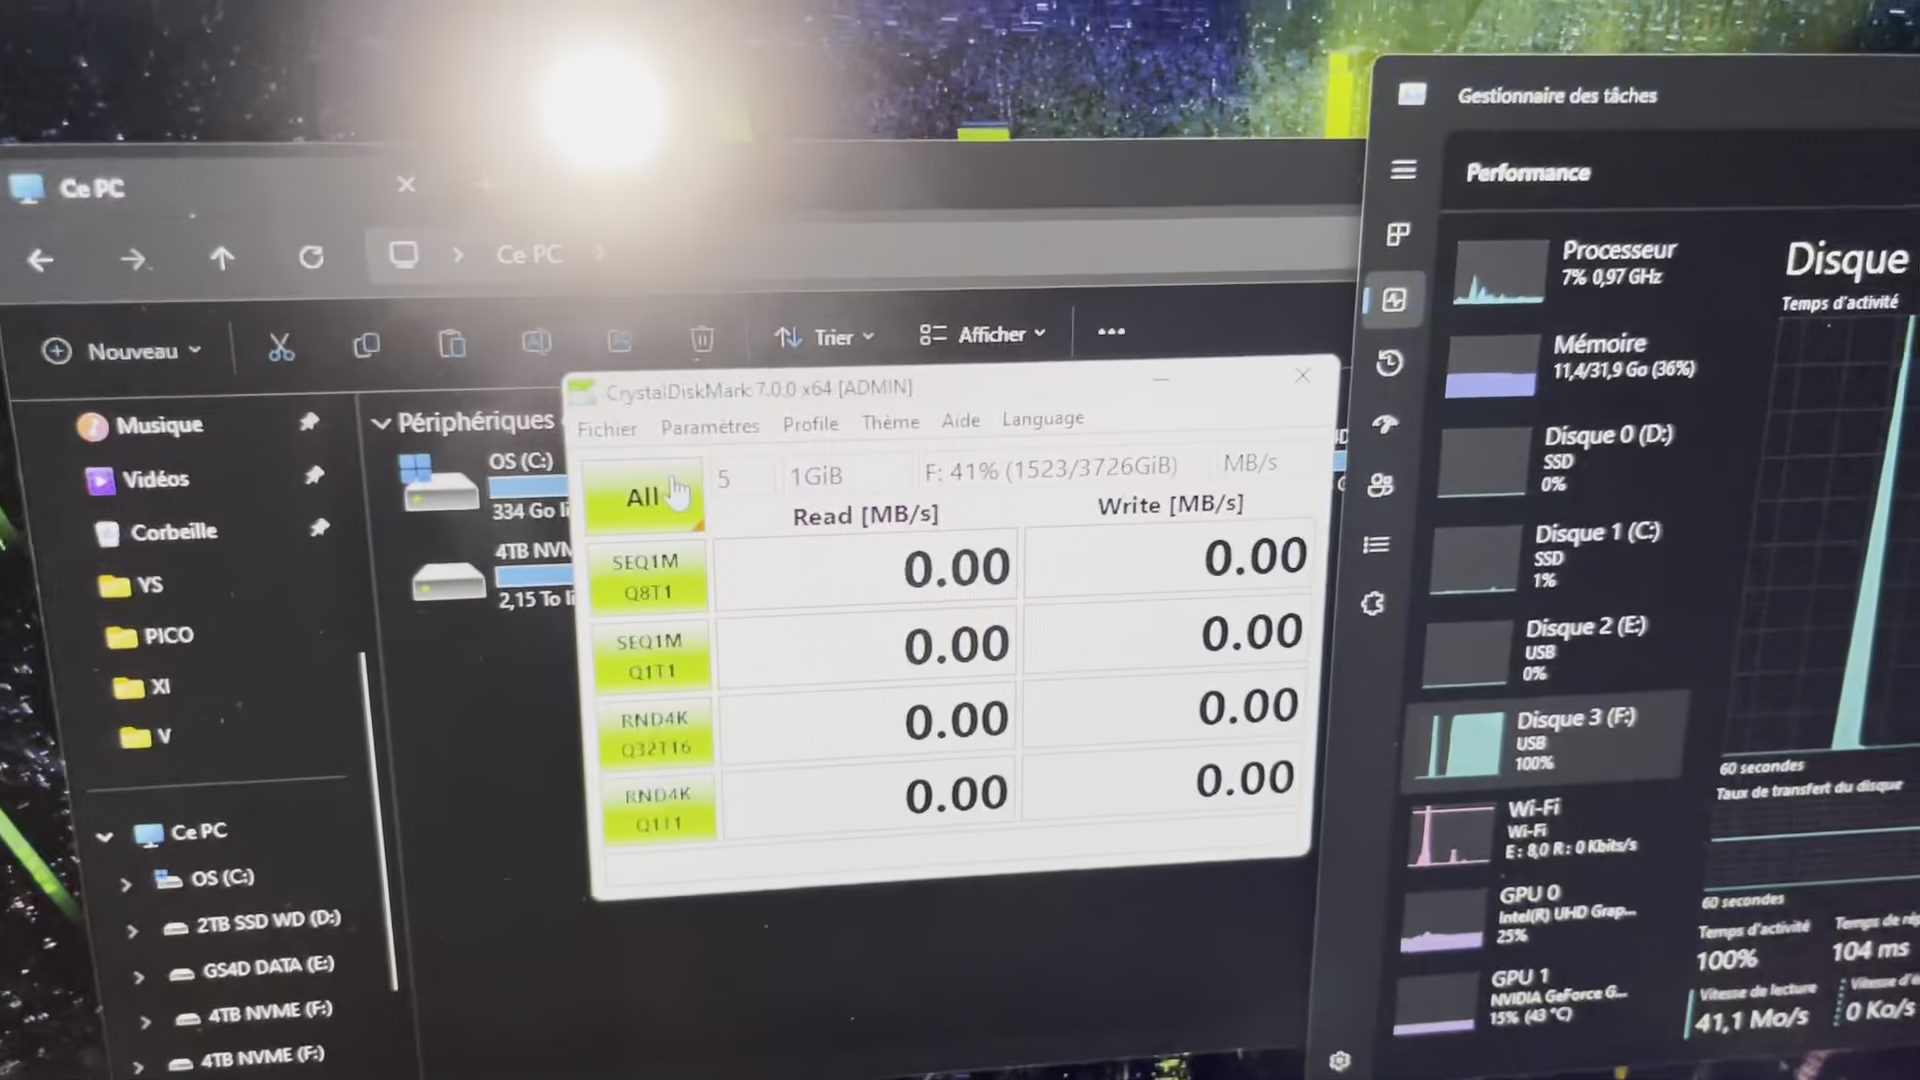 Ce PC
Ce PC
Nouveau
Trier
Afficher
Musique
Vidéos
Corbeille
YS
PICO
XI
V
Ce PC
OS (C:)
2TB SSD WD (D:)
GS4D DATA (E:)
4TB NVME (F:)
4TB NVME (F:)
Périphériques
OS (C:)
334 Go li
4TB NVM
2,15 To li
CrystalDiskMark 7.0.0 x64 [ADMIN]
Fichier Paramètres Profile Thème Aide Language
All 5 1GiB F: 41% (1523/3726GiB) MB/s
Read [MB/s] Write [MB/s]
SEQ1M
Q8T1
0.00 0.00
SEQ1M
Q1T1
0.00 0.00
RND4K
Q32T16
0.00 0.00
RND4K
Q1T1
0.00 0.00
Gestionnaire des tâches
Performance
Processeur
7% 0,97 GHz
Mémoire
11,4/31,9 Go (36%)
Disque 0 (D:)
SSD
0%
Disque 1 (C:)
SSD
1%
Disque 2 (E:)
USB
0%
Disque 3 (F:)
USB
100%
Wi-Fi
Wi-Fi
E : 8,0 R : 0 Kbits/s
GPU 0
Intel(R) UHD Grap...
25%
GPU 1
NVIDIA GeForce G...
15% (43 °C)
Disque
Temps d'activité
60 secondes
Taux de transfert du disque
60 secondes
Temps d'activité
100%
Temps de rép
104 ms
Vitesse de lecture
41,1 Mo/s
Vitesse d'é
0 Ko/s